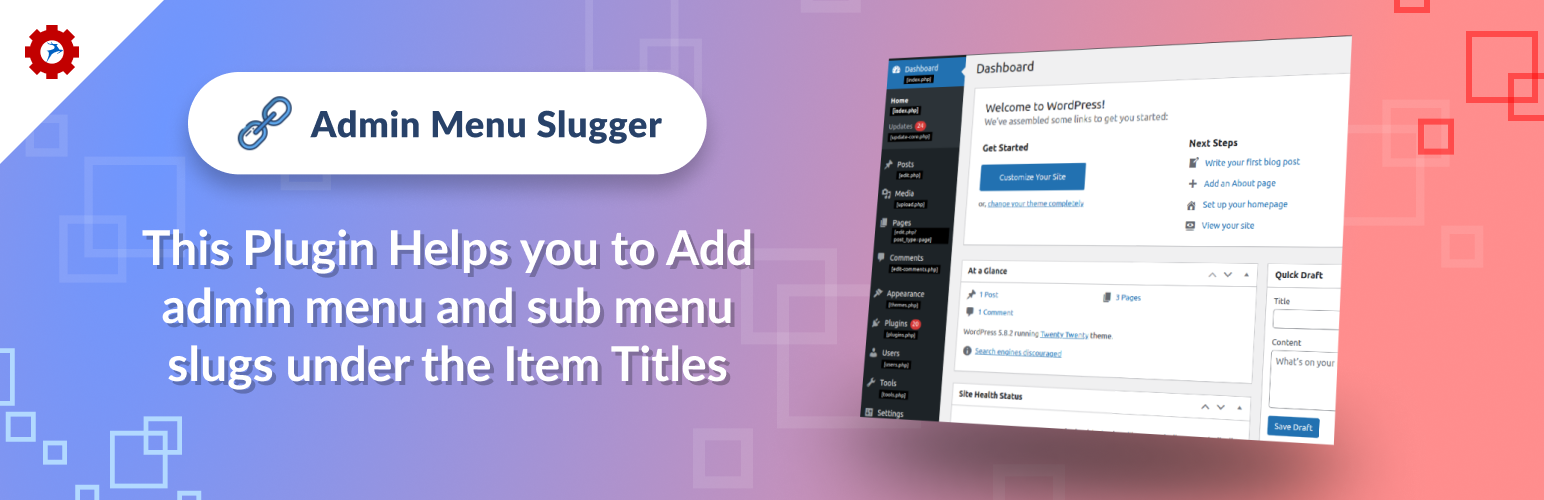 Admin Menu Slugger
This Plugin Helps you to Add
admin menu and sub menu
slugs under the Item Titles
Dashboard
[index.php]
Home
[index.php]
Updates 24
[update-core.php]
Posts
[edit.php]
Media
[upload.php]
Pages
[edit.php?
post_type=page]
Comments
[edit-comments.php]
Appearance
[themes.php]
Plugins 20
[plugins.php]
Users
[users.php]
Tools
[tools.php]
Settings
Dashboard
Welcome to WordPress!
We've assembled some links to get you started:
Get Started
Customize Your Site
or, change your theme completely
Next Steps
Write your first blog post
Add an About page
Set up your homepage
View your site
At a Glance
1 Post
3 Pages
1 Comment
WordPress 5.8.2 running Twenty Twenty theme.
Search engines discouraged
Site Health Status
Quick Draft
Title
Content
What's on your
Save Draft